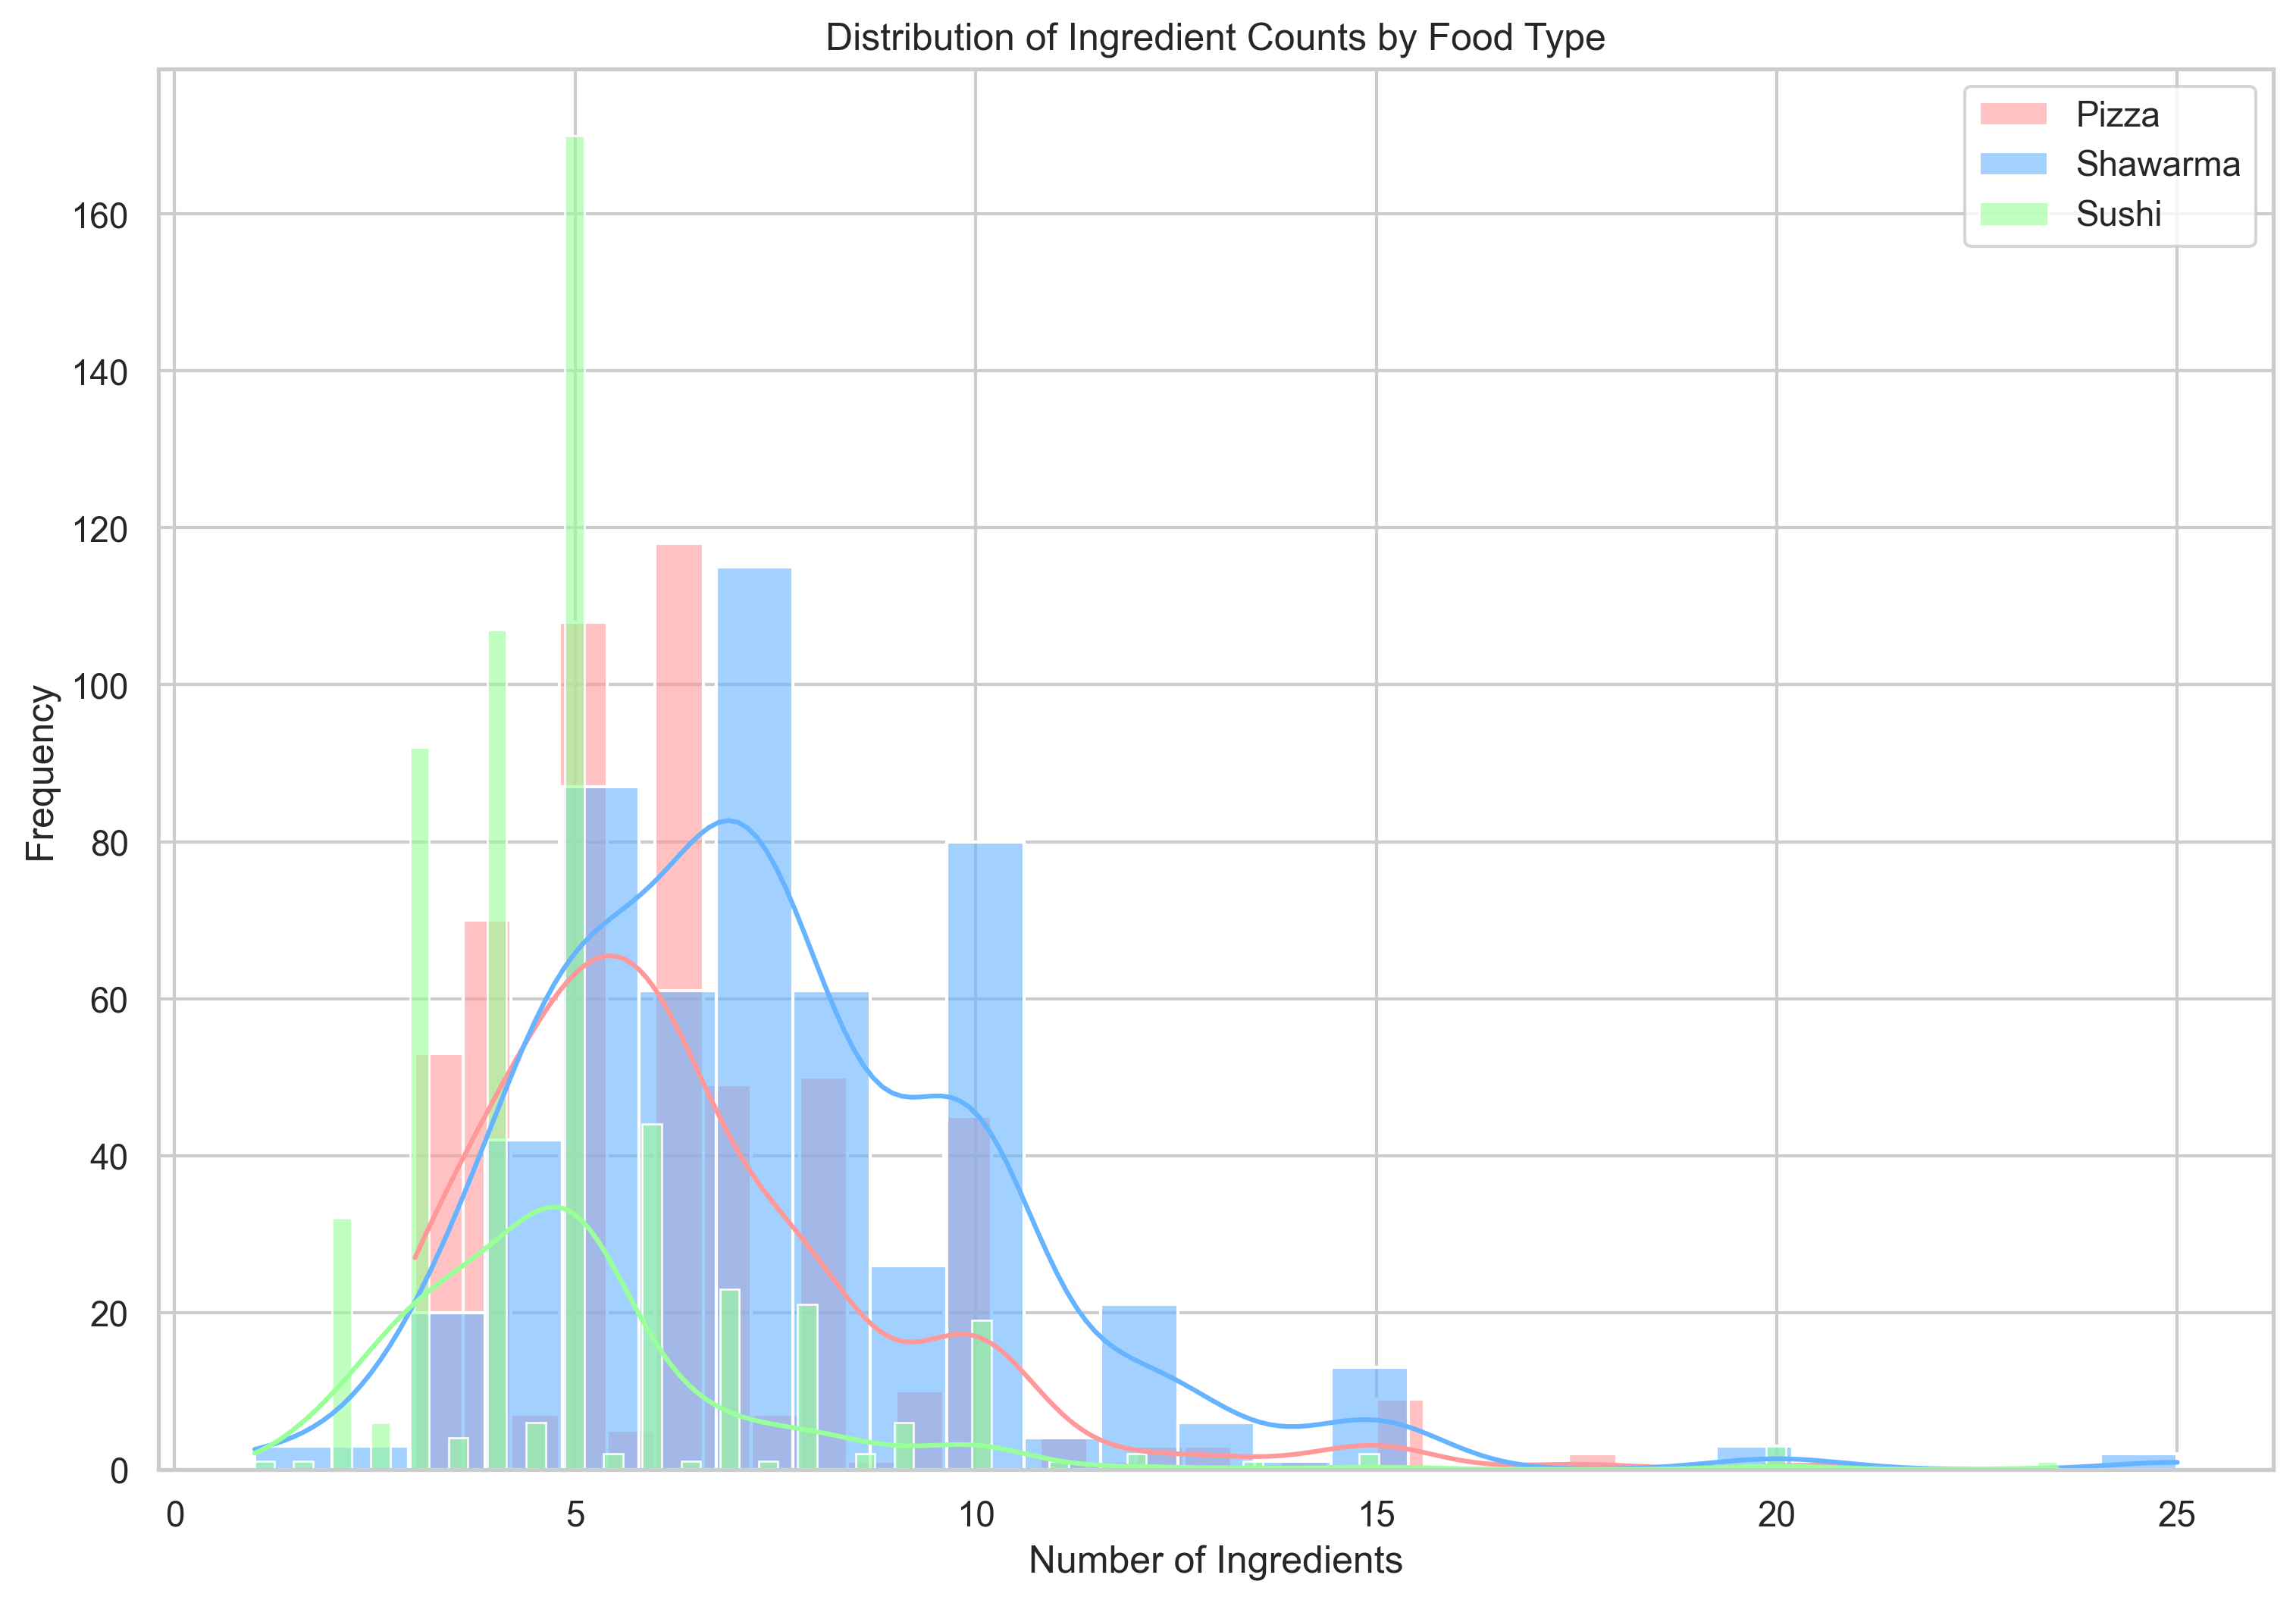 Distribution of Ingredient Counts by Food Type
Pizza
Shawarma
Sushi
160
140
120
100
80
60
40
20
0
Frequency
0 5 10 15 20 25
Number of Ingredients